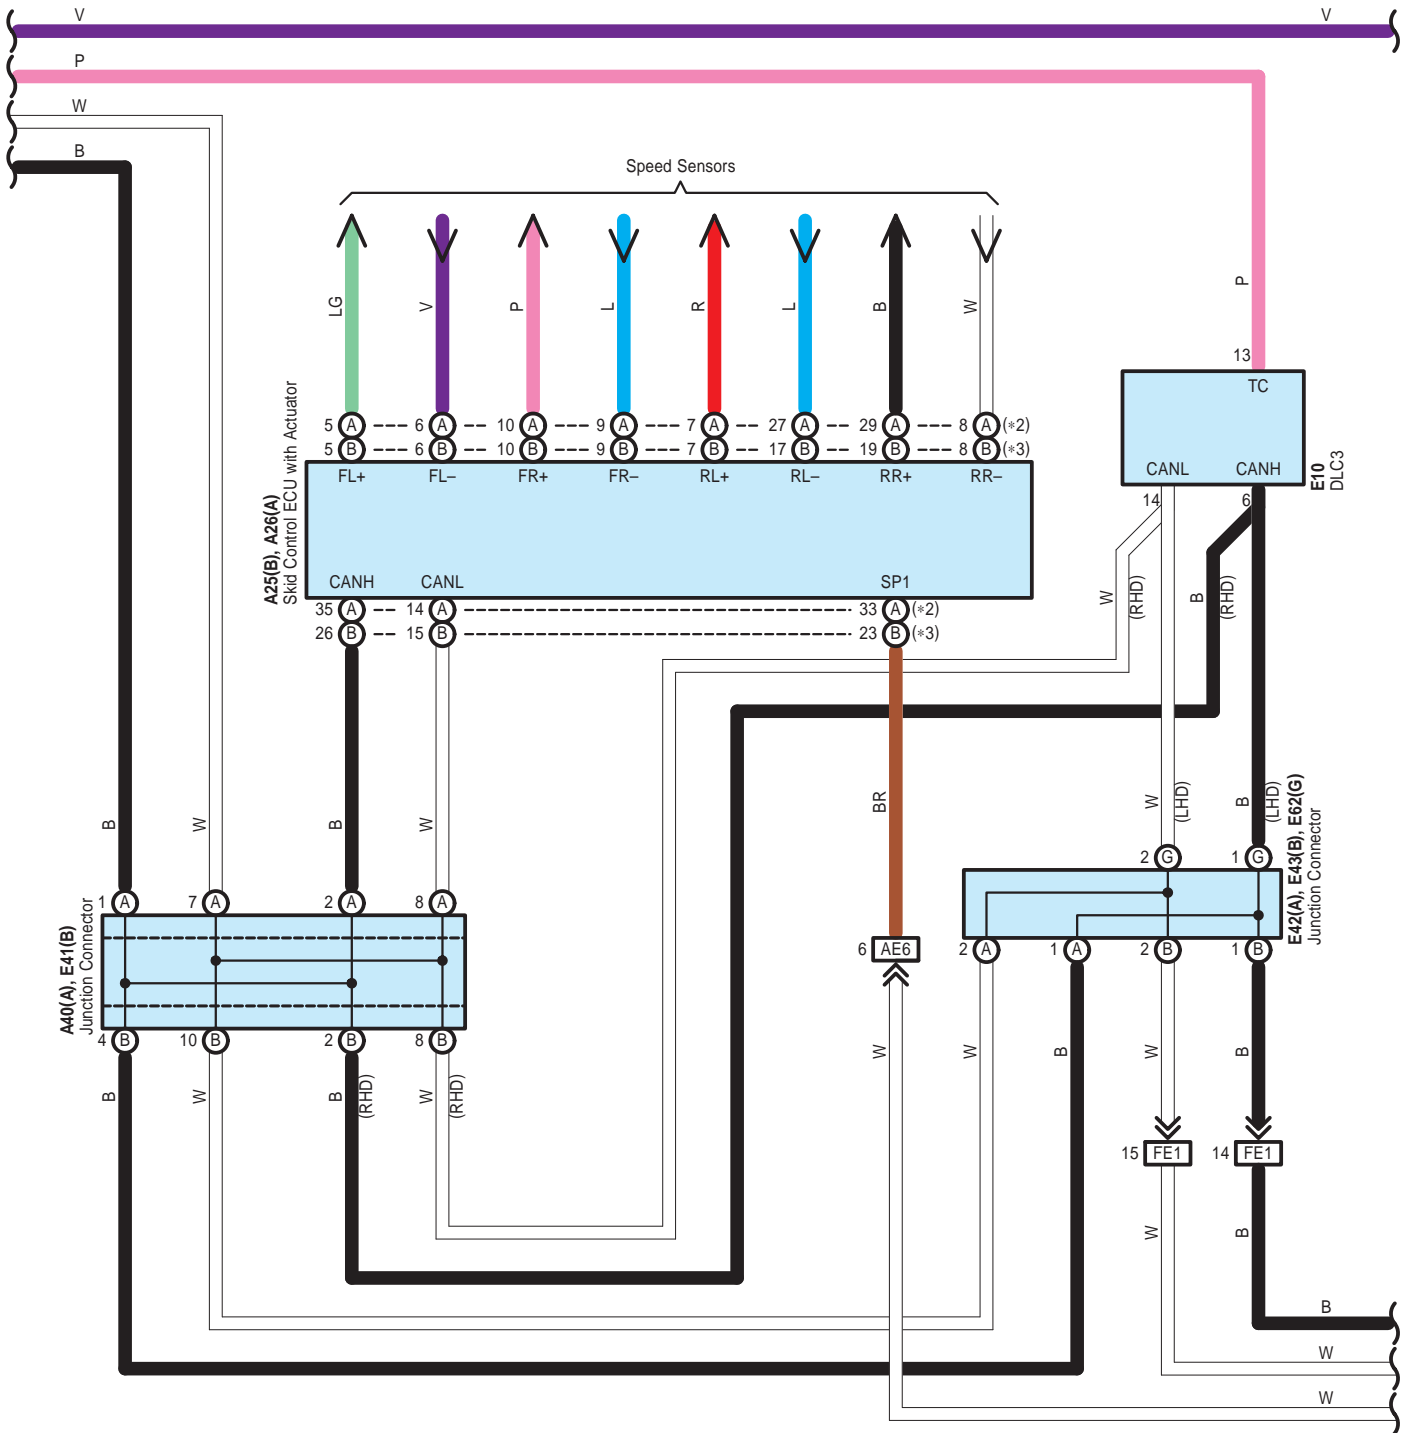 V V
P
W
B
Speed Sensors
LG V P L R L B W
P
13
TC
CANL CANH
E10
DLC3
14 6
5 A 6 A 10 A 9 A 7 A 27 A 29 A 8 A (*2)
5 B 6 B 10 B 9 B 7 B 17 B 19 B 8 B (*3)
FL+ FL– FR+ FR– RL+ RL– RR+ RR–
A25(B), A26(A)
Skid Control ECU with Actuator
CANH CANL SP1
35 A 14 A 33 A (*2)
26 B 15 B 23 B (*3)
W (RHD) B (RHD)
B W B W BR W (LHD) B (LHD)
2 G 1 G
E42(A), E43(B), E62(G)
Junction Connector
1 A 7 A 2 A 8 A
A40(A), E41(B)
Junction Connector
6 AE6 2 A 1 A 2 B 1 B
4 B 10 B 2 B 8 B
B W B (RHD) W (RHD) W W B W B
15 FE1 14 FE1
W B
B
W
W